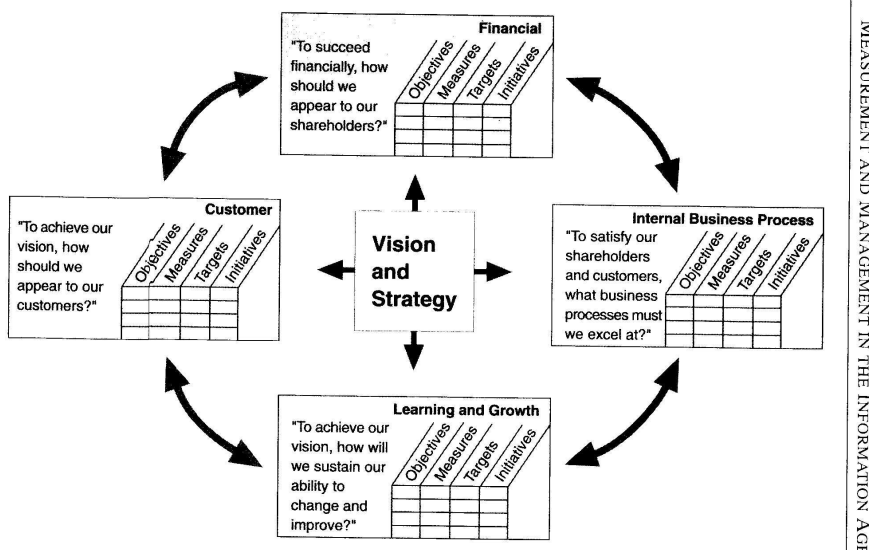 Financial
"To succeed
financially, how
should we
appear to our
shareholders?"
Objectives
Measures
Targets
Initiatives
Customer
"To achieve our
vision, how
should we
appear to our
customers?"
Objectives
Measures
Targets
Initiatives
Vision
and
Strategy
Internal Business Process
"To satisfy our
shareholders
and customers,
what business
processes must
we excel at?"
Objectives
Measures
Targets
Initiatives
Learning and Growth
"To achieve our
vision, how will
we sustain our
ability to
change and
improve?"
Objectives
Measures
Targets
Initiatives
MEASUREMENT AND MANAGEMENT IN THE INFORMATION AGE